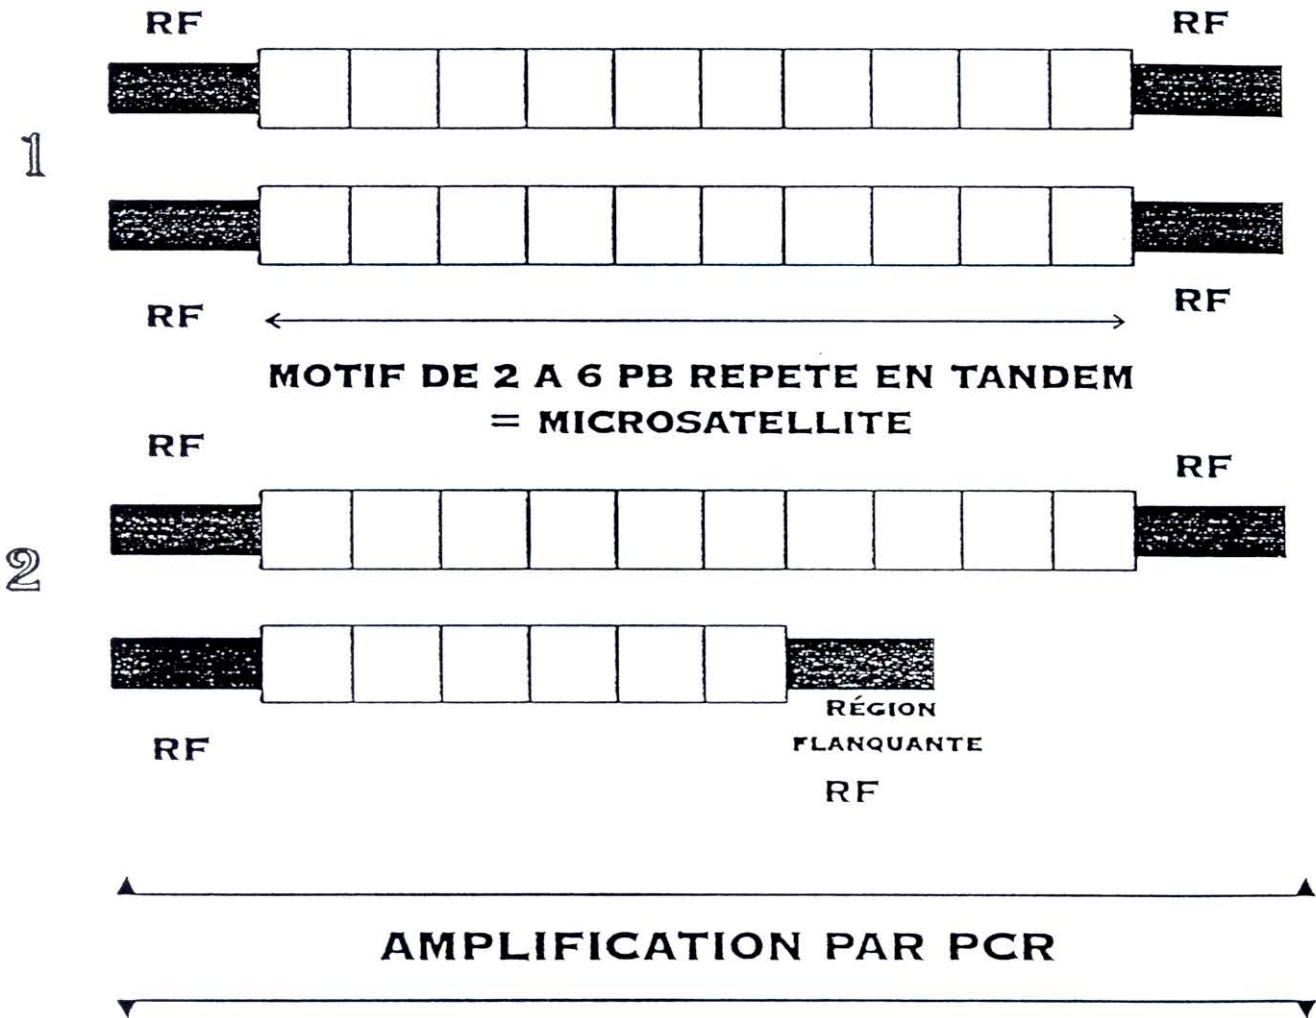 RF RF
1
RF RF
MOTIF DE 2 A 6 PB REPETE EN TANDEM
= MICROSATELLITE
RF RF
2
RÉGION
FLANQUANTE
RF
RF
AMPLIFICATION PAR PCR